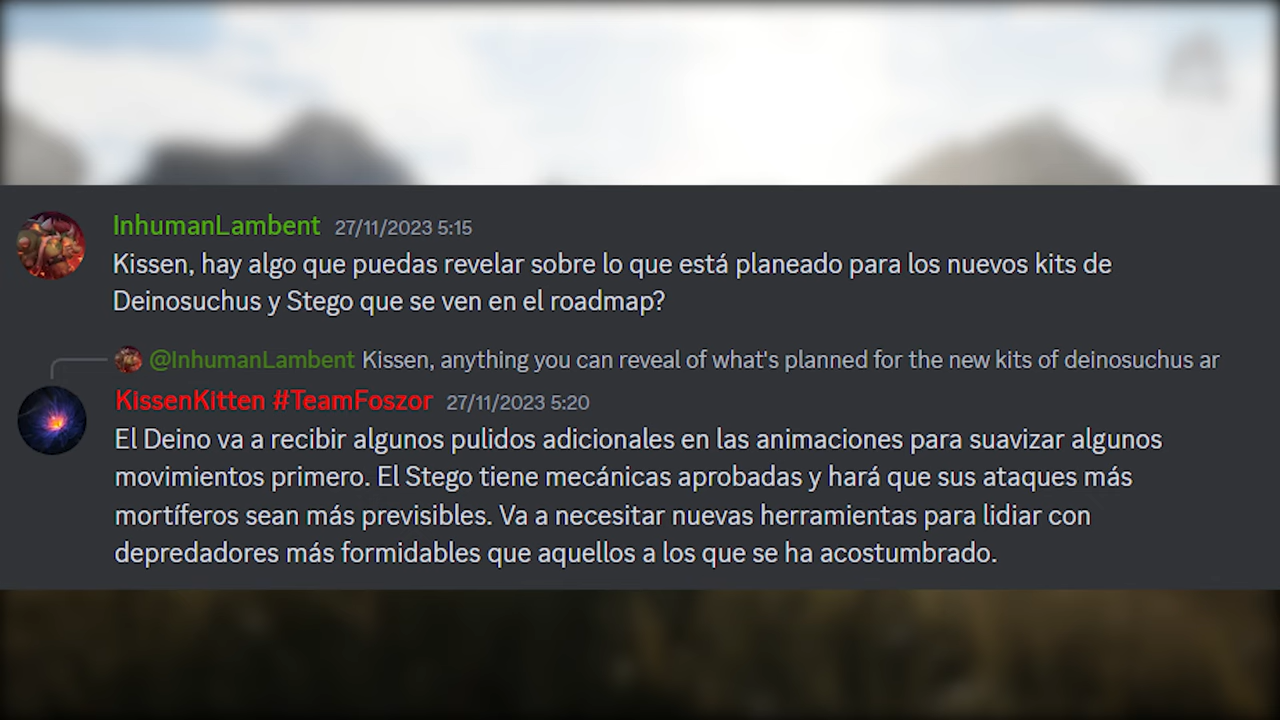 InhumanLambent 27/11/2023 5:15
Kissen, hay algo que puedas revelar sobre lo que está planeado para los nuevos kits de
Deinosuchus y Stego que se ven en el roadmap?
@InhumanLambent Kissen, anything you can reveal of what's planned for the new kits of deinosuchus ar
KissenKitten #TeamFoszor 27/11/2023 5:20
El Deino va a recibir algunos pulidos adicionales en las animaciones para suavizar algunos
movimientos primero. El Stego tiene mecánicas aprobadas y hará que sus ataques más
mortíferos sean más previsibles. Va a necesitar nuevas herramientas para lidiar con
depredadores más formidables que aquellos a los que se ha acostumbrado.